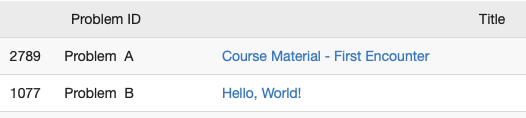 Problem ID Title
2789 Problem A Course Material - First Encounter
1077 Problem B Hello, World!